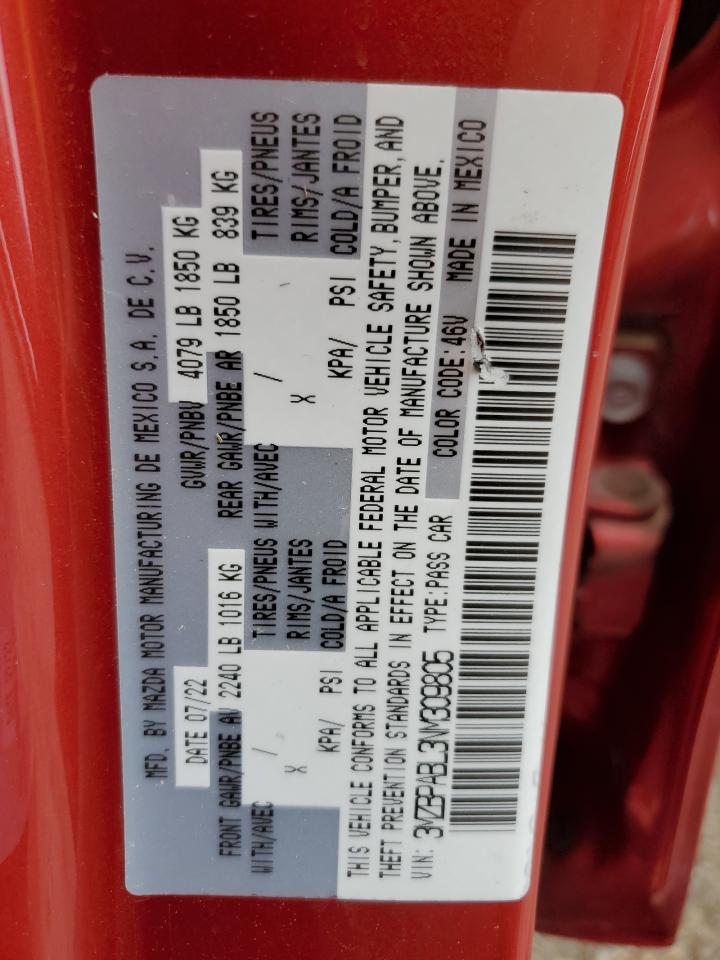 MFD. BY MAZDA MOTOR MANUFACTURING DE MEXICO S.A. DE C.V.
DATE 07/22 GVWR/PNBV 4079 LB 1850 KG
FRONT GAWR/PNBE AV 2240 LB 1016 KG REAR GAWR/PNBE AR 1850 LB 839 KG
WITH/AVEC / TIRES/PNEUS WITH/AVEC / TIRES/PNEUS
X RIMS/JANTES X RIMS/JANTES
KPA/ PSI COLD/A FROID KPA/ PSI COLD/A FROID
THIS VEHICLE CONFORMS TO ALL APPLICABLE FEDERAL MOTOR VEHICLE SAFETY, BUMPER, AND
THEFT PREVENTION STANDARDS IN EFFECT ON THE DATE OF MANUFACTURE SHOWN ABOVE.
VIN: 3MZBPABL3NM309805 TYPE:PASS CAR COLOR CODE:46V MADE IN MEXICO